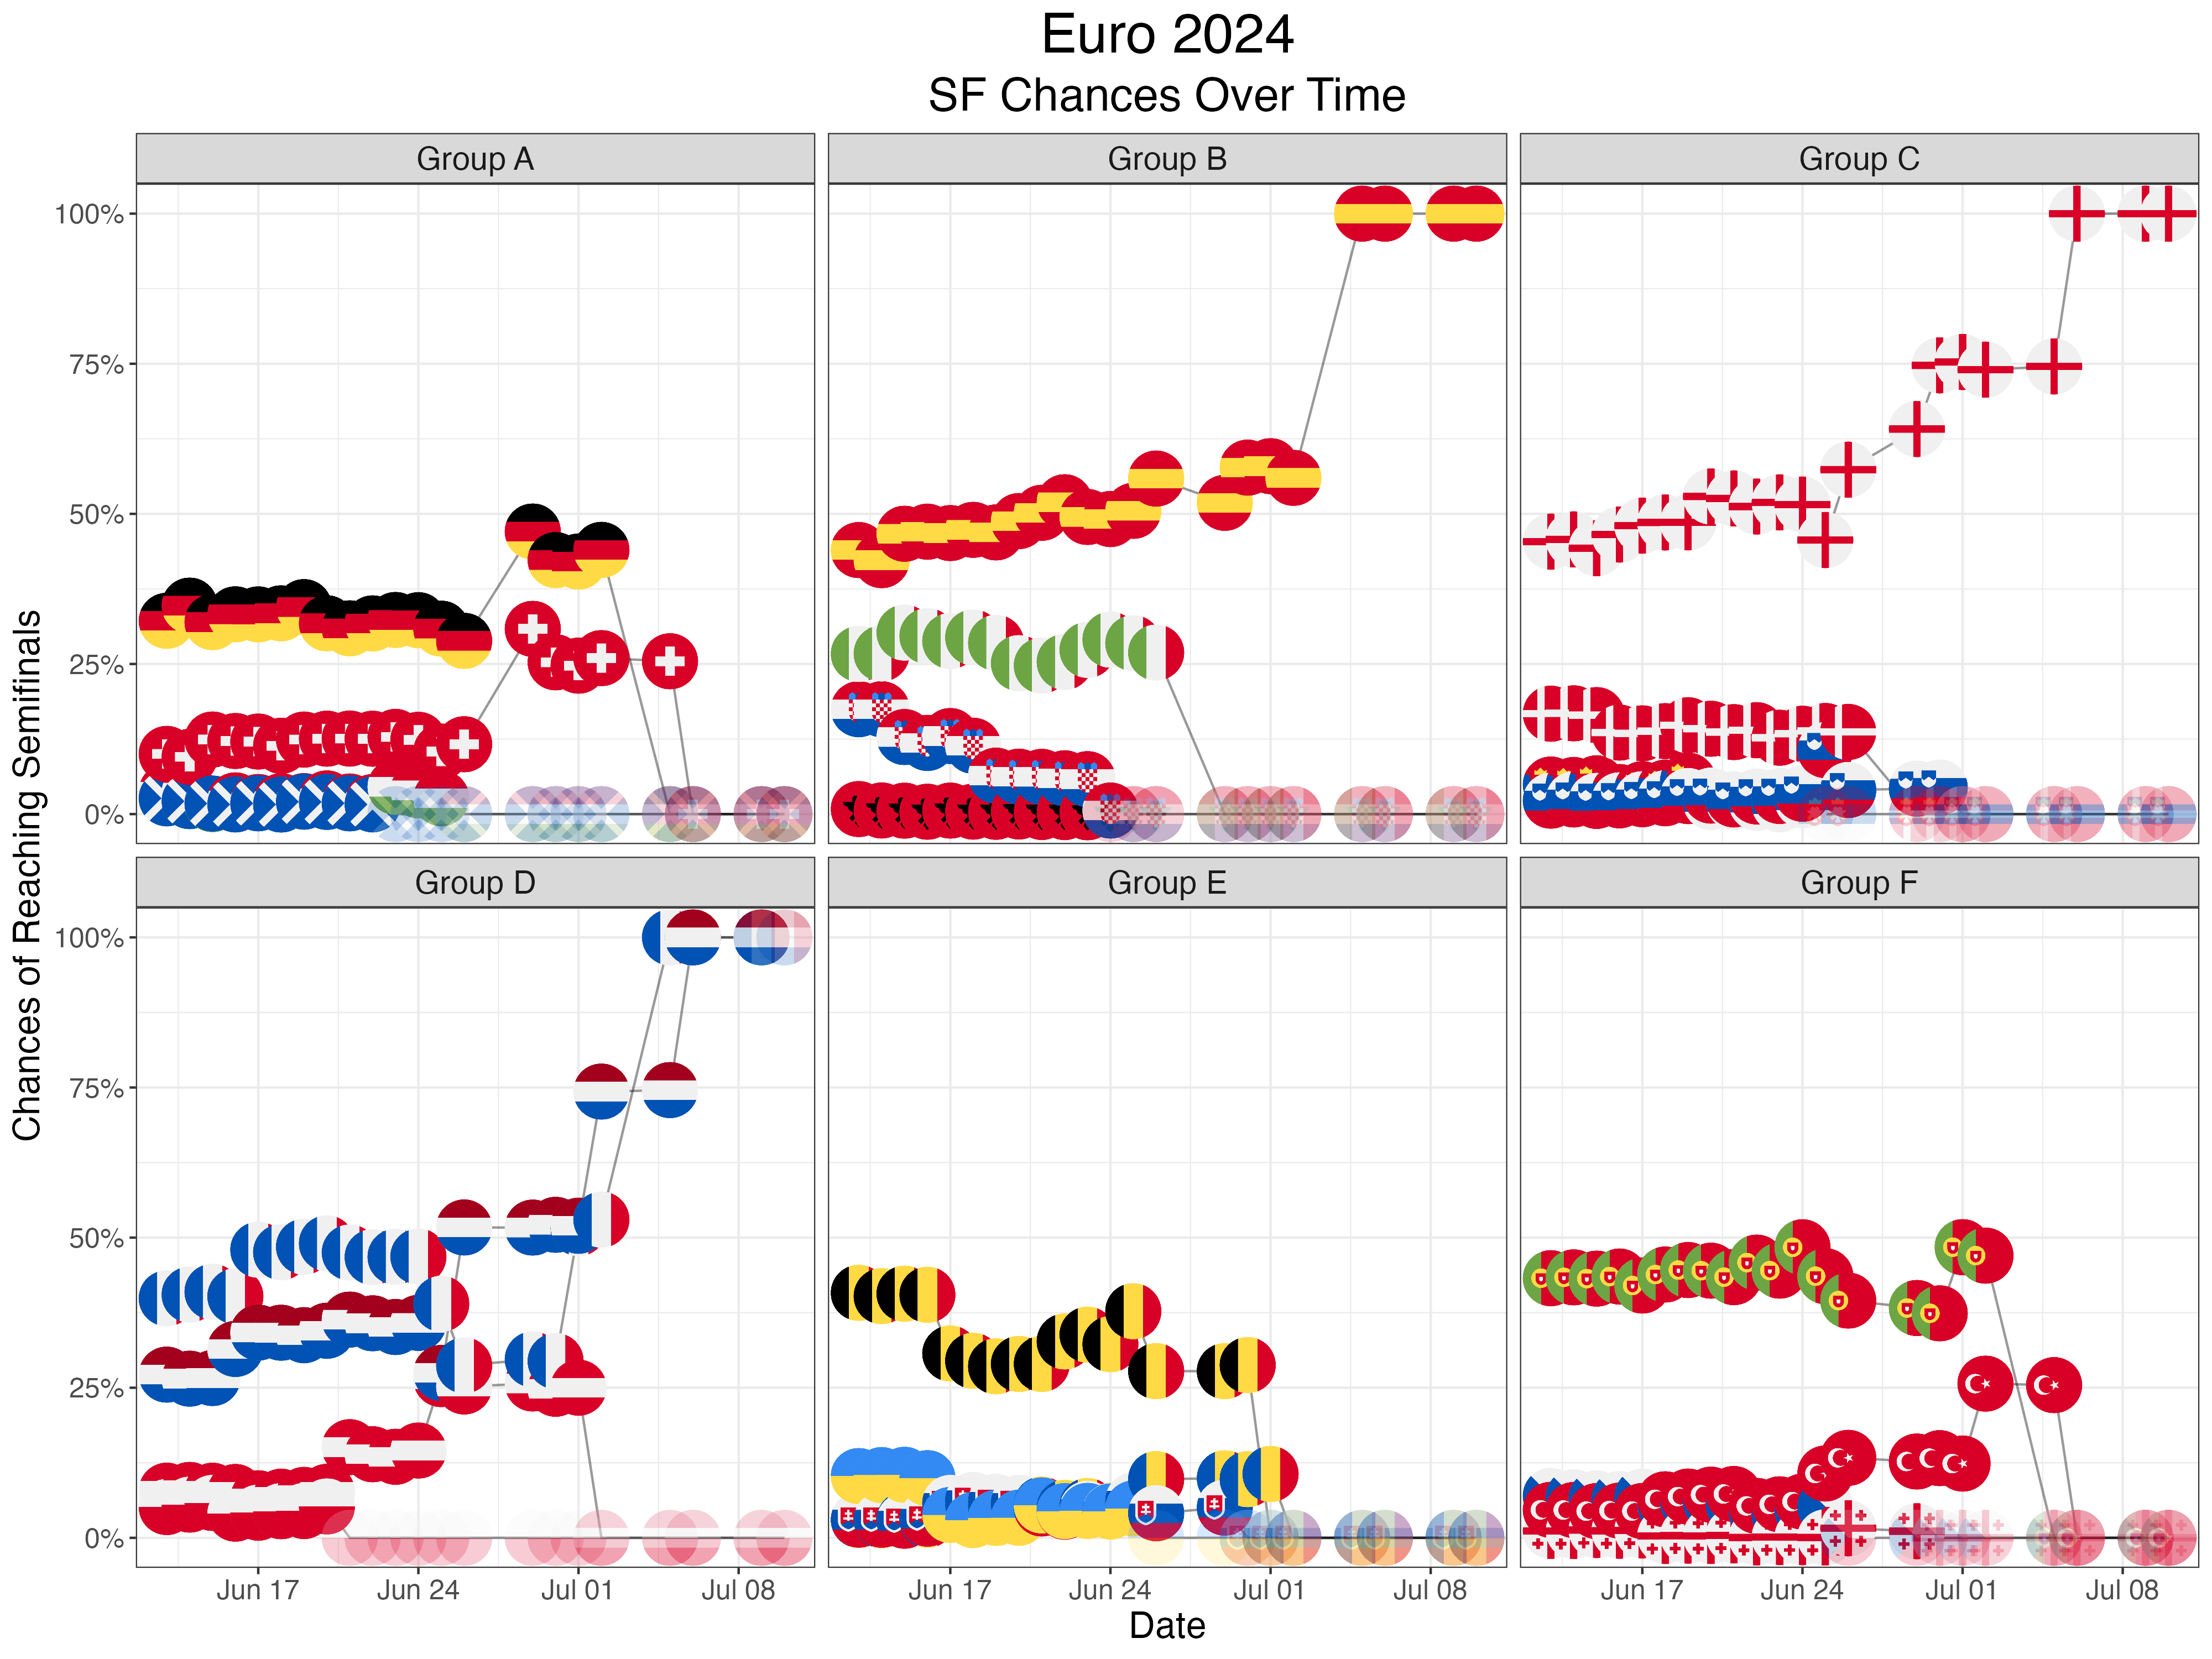 Euro 2024
SF Chances Over Time
Group A
Group B
Group C
100%
75%
50%
25%
0%
Group D
Group E
Group F
100%
75%
50%
25%
0%
Jun 17
Jun 24
Jul 01
Jul 08
Jun 17
Jun 24
Jul 01
Jul 08
Jun 17
Jun 24
Jul 01
Jul 08
Date
Chances of Reaching Semifinals